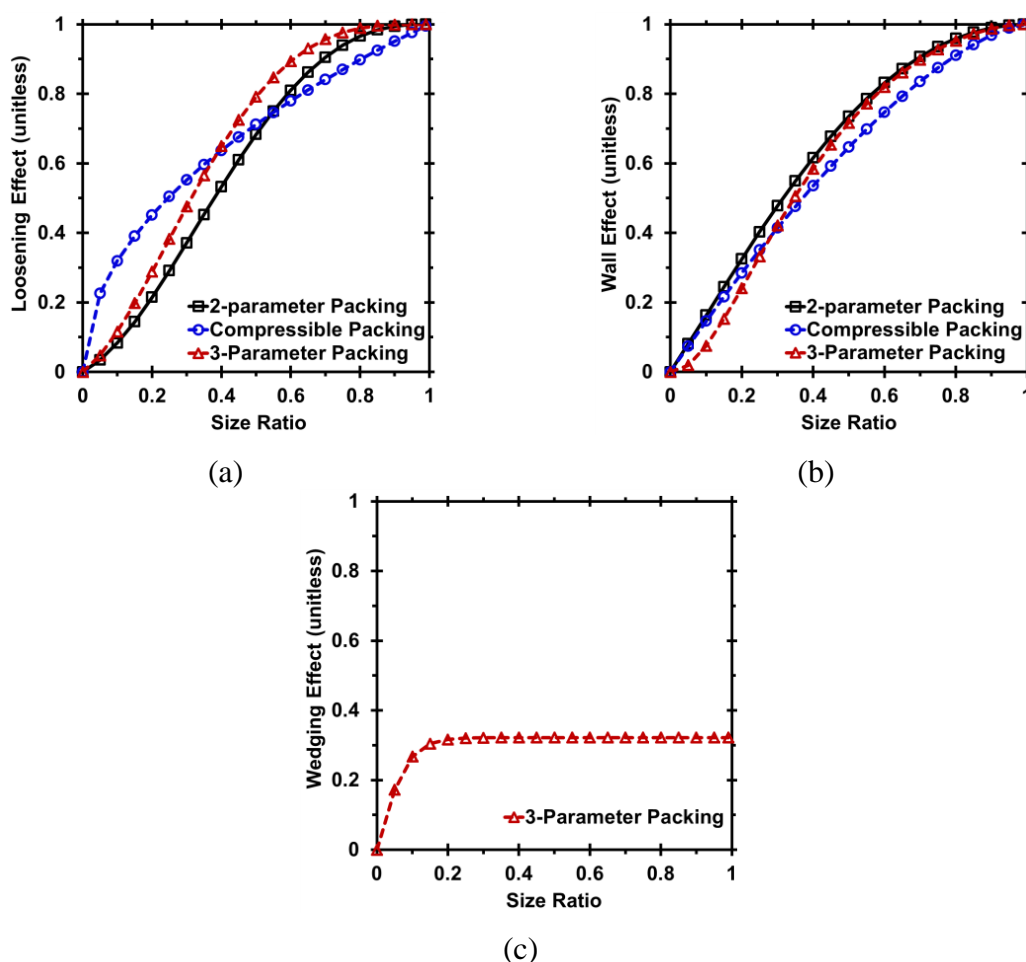 1
0.8
0.6
0.4
0.2
0
Loosening Effect (unitless)
2-parameter Packing
Compressible Packing
3-Parameter Packing
0 0.2 0.4 0.6 0.8 1
Size Ratio
(a)
1
0.8
0.6
0.4
0.2
0
Wall Effect (unitless)
2-parameter Packing
Compressible Packing
3-Parameter Packing
0 0.2 0.4 0.6 0.8 1
Size Ratio
(b)
1
0.8
0.6
0.4
0.2
0
Wedging Effect (unitless)
3-Parameter Packing
0 0.2 0.4 0.6 0.8 1
Size Ratio
(c)